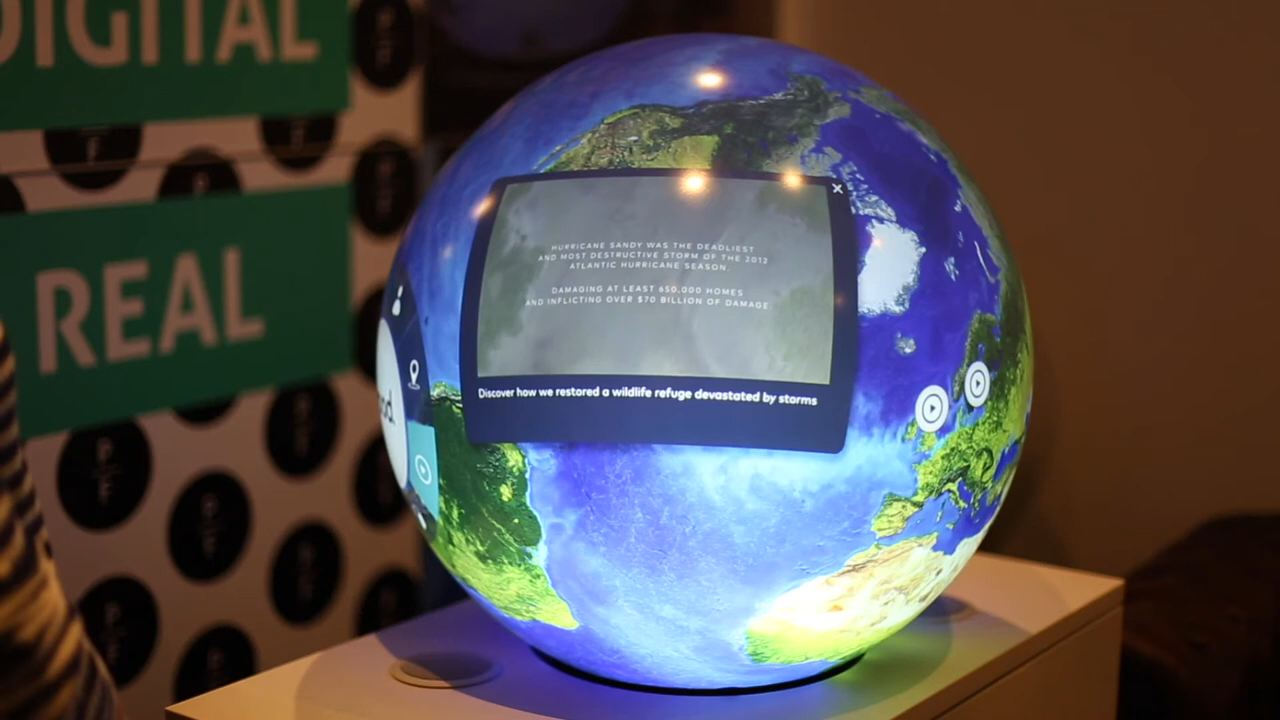 DIGITAL
REAL
HURRICANE SANDY WAS THE DEADLIEST
AND MOST DESTRUCTIVE STORM OF THE 2012
ATLANTIC HURRICANE SEASON.
DAMAGING AT LEAST 650,000 HOMES
AND INFLICTING OVER $70 BILLION OF DAMAGE.
Discover how we restored a wildlife refuge devastated by storms